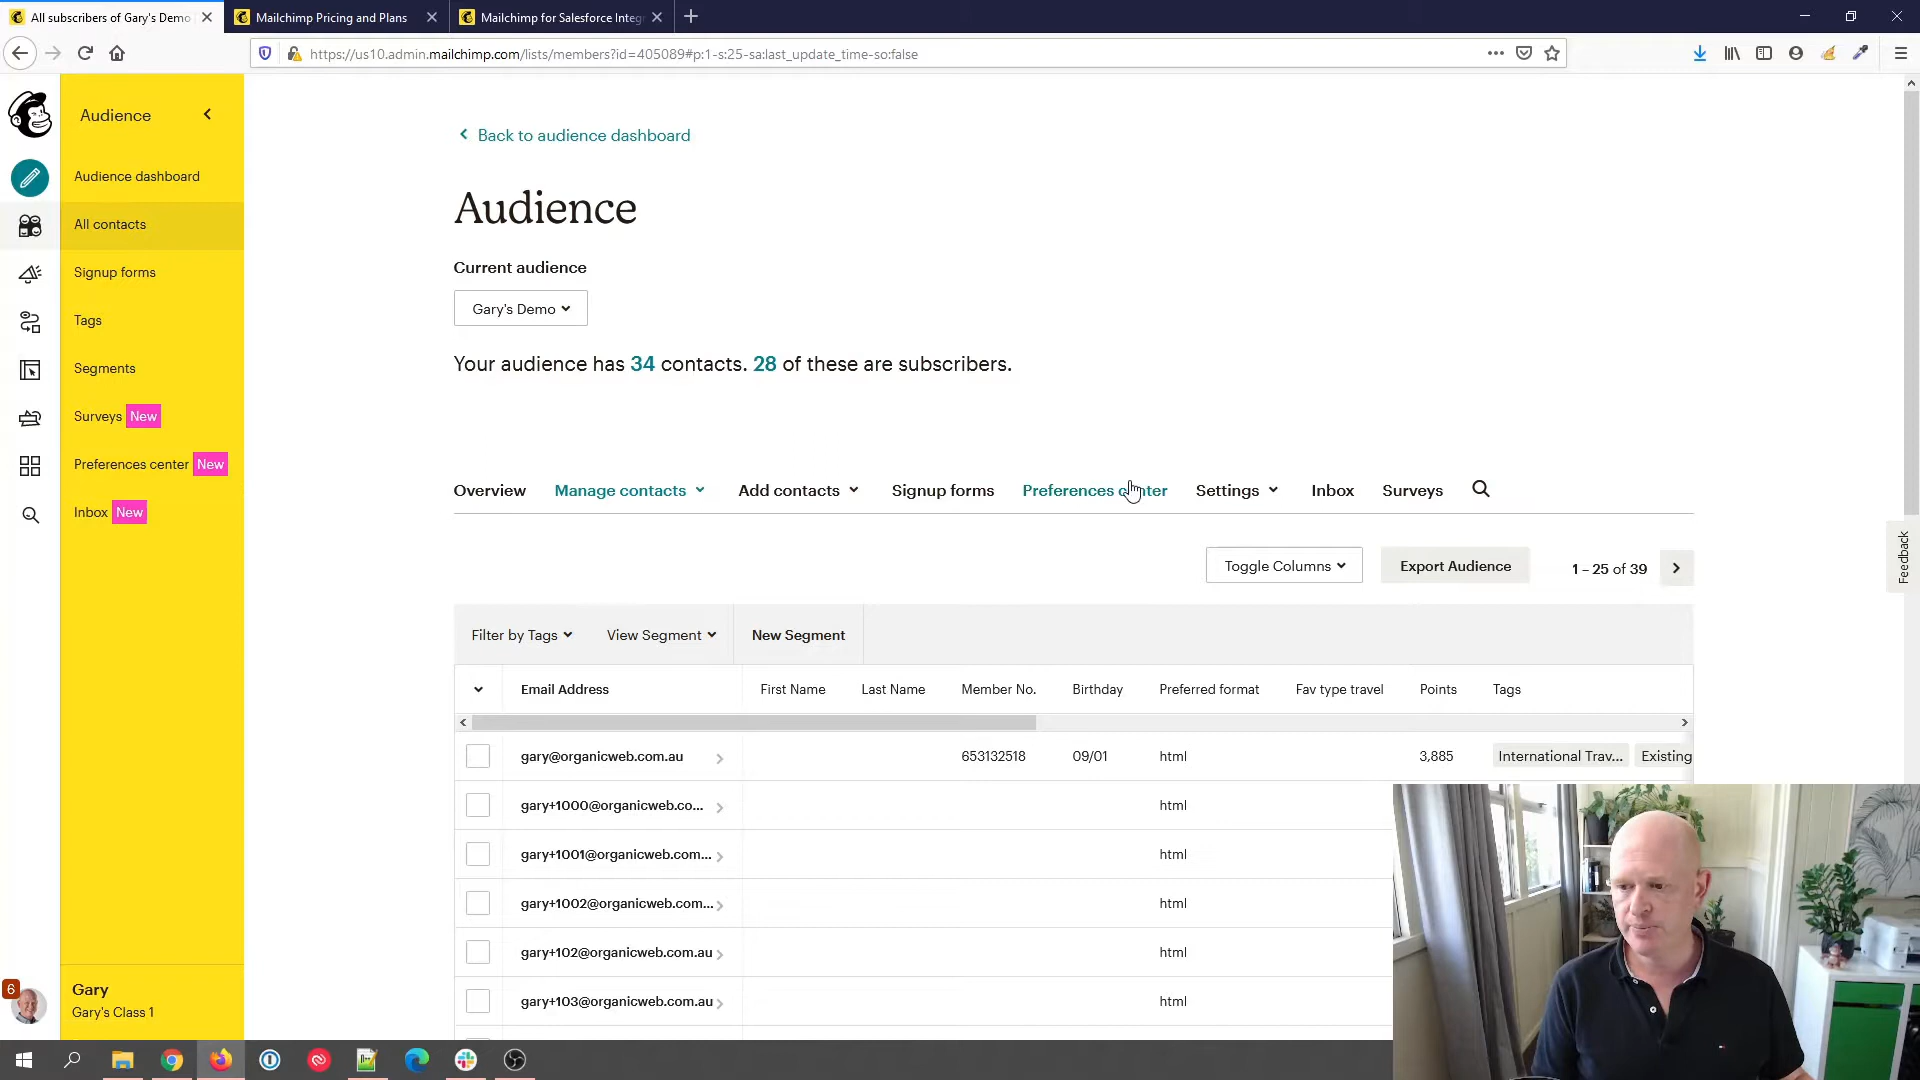 All subscribers of Gary's Demo
Mailchimp Pricing and Plans
Mailchimp for Salesforce Integ
https://us10.admin.mailchimp.com/lists/members?id=405089#p:1-s:25-sa:last_update_time-so:false
Audience
Audience dashboard
All contacts
Signup forms
Tags
Segments
Surveys New
Preferences center New
Inbox New
6
Gary
Gary's Class 1
Back to audience dashboard
Audience
Current audience
Gary's Demo
Your audience has 34 contacts. 28 of these are subscribers.
Overview Manage contacts Add contacts Signup forms Preferences center Settings Inbox Surveys
Toggle Columns Export Audience 1 – 25 of 39
Feedback
Filter by Tags View Segment New Segment
Email Address First Name Last Name Member No. Birthday Preferred format Fav type travel Points Tags
gary@organicweb.com.au 653132518 09/01 html 3,885 International Trav... Existing
gary+1000@organicweb.co... html
gary+1001@organicweb.com... html
gary+1002@organicweb.com... html
gary+102@organicweb.com.au html
gary+103@organicweb.com.au html